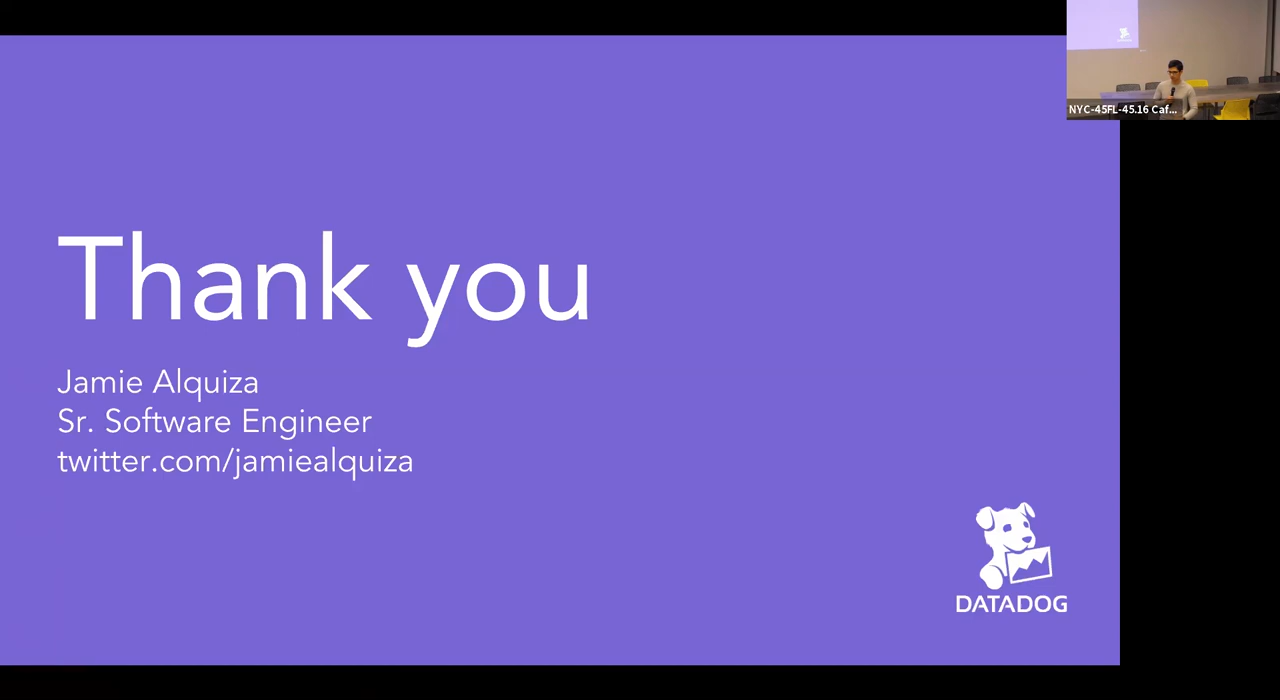 NYC-45FL-45.16 Caf...
Thank you
Jamie Alquiza
Sr. Software Engineer
twitter.com/jamiealquiza
DATADOG